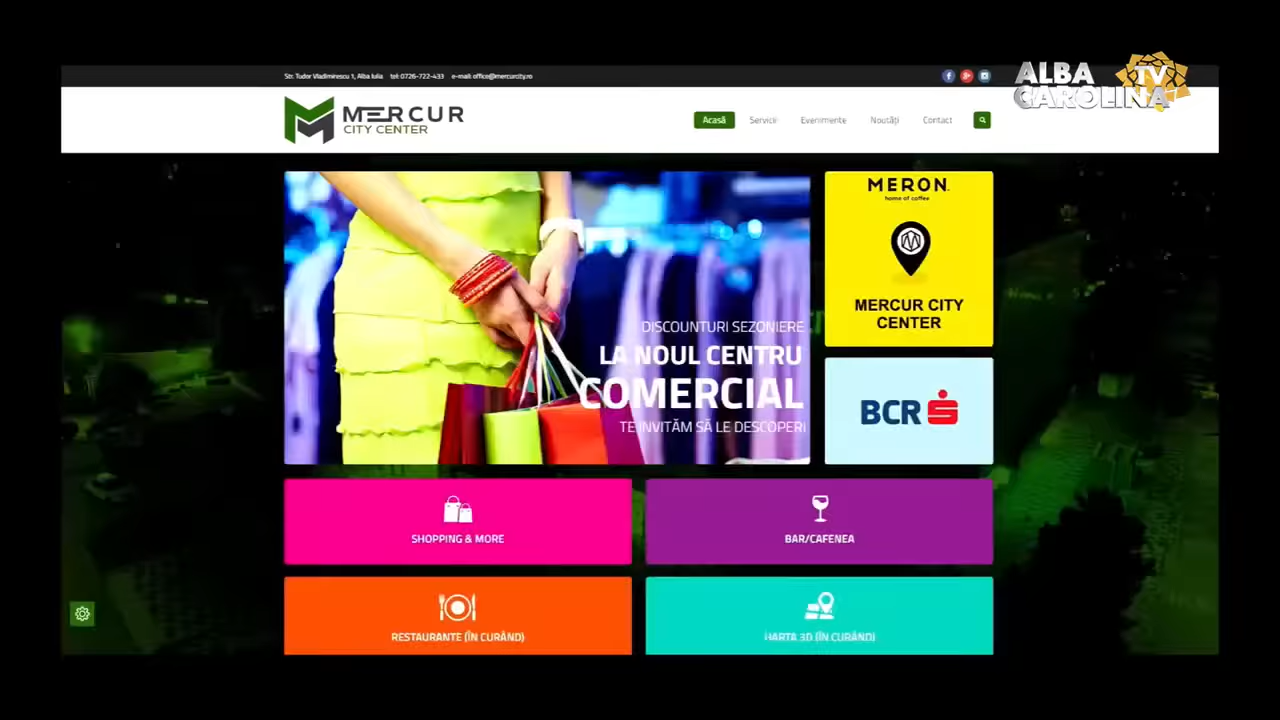 Str. Tudor Vladimirescu 1, Alba Iulia tel: 0726-722-433 e-mail: office@mercurcity.ro
ALBA
CAROLINA
TV
MERCUR
CITY CENTER
Acasă Servicii Evenimente Noutăți Contact
MERON
home of coffee
MERCUR CITY
CENTER
DISCOUNTURI SEZONIERE
LA NOUL CENTRU
COMERCIAL
TE INVITĂM SĂ LE DESCOPERI
BCR
SHOPPING & MORE
BAR/CAFENEA
RESTAURANTE (ÎN CURÂND)
HARTA 3D (ÎN CURÂND)